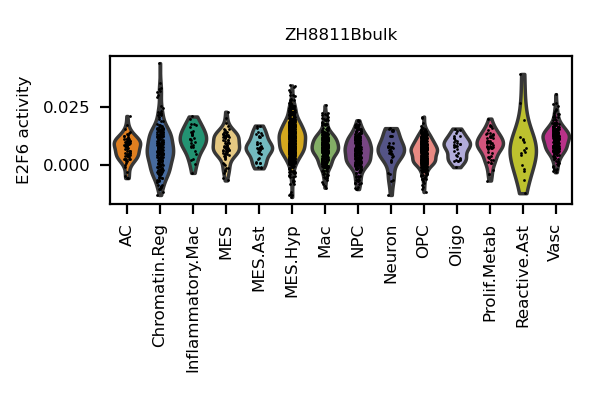 ZH8811Bbulk
E2F6 activity
0.025
0.000
AC
Chromatin.Reg
Inflammatory.Mac
MES
MES.Ast
MES.Hyp
Mac
NPC
Neuron
OPC
Oligo
Prolif.Metab
Reactive.Ast
Vasc